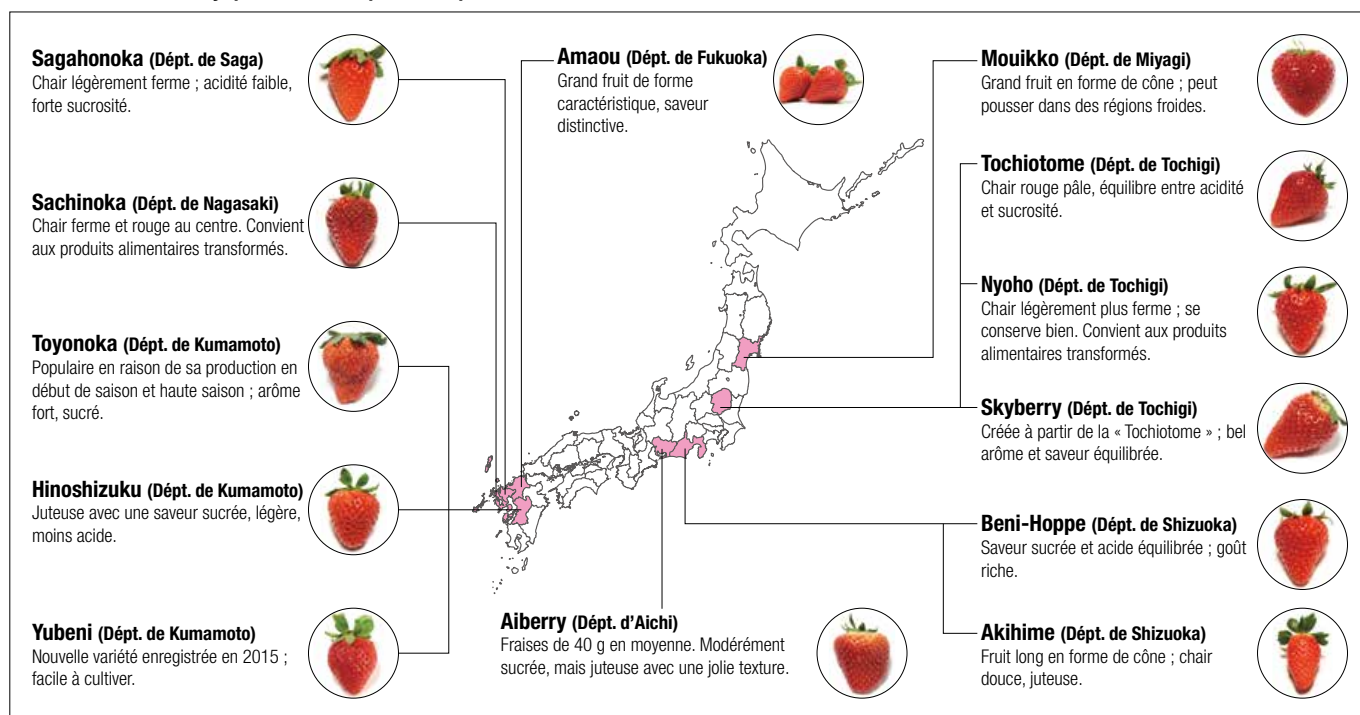 Sagahonoka (Dépt. de Saga)
Chair légèrement ferme ; acidité faible,
forte sucrosité.
Sachinoka (Dépt. de Nagasaki)
Chair ferme et rouge au centre. Convient
aux produits alimentaires transformés.
Toyonoka (Dépt. de Kumamoto)
Populaire en raison de sa production en
début de saison et haute saison ; arôme
fort, sucré.
Hinoshizuku (Dépt. de Kumamoto)
Juteuse avec une saveur sucrée, légère,
moins acide.
Yubeni (Dépt. de Kumamoto)
Nouvelle variété enregistrée en 2015 ;
facile à cultiver.
Amaou (Dépt. de Fukuoka)
Grand fruit de forme
caractéristique, saveur
distinctive.
Aiberry (Dépt. d’Aichi)
Fraises de 40 g en moyenne. Modérément
sucrée, mais juteuse avec une jolie texture.
Mouikko (Dépt. de Miyagi)
Grand fruit en forme de cône ; peut
pousser dans des régions froides.
Tochiotome (Dépt. de Tochigi)
Chair rouge pâle, équilibre entre acidité
et sucrosité.
Nyoho (Dépt. de Tochigi)
Chair légèrement plus ferme ; se
conserve bien. Convient aux produits
alimentaires transformés.
Skyberry (Dépt. de Tochigi)
Créée à partir de la « Tochiotome » ; bel
arôme et saveur équilibrée.
Beni-Hoppe (Dépt. de Shizuoka)
Saveur sucrée et acide équilibrée ; goût
riche.
Akihime (Dépt. de Shizuoka)
Fruit long en forme de cône ; chair
douce, juteuse.